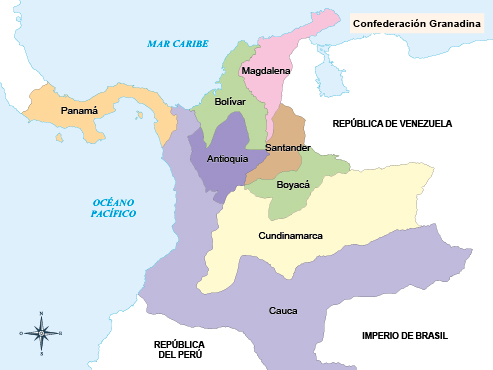 Confederación Granadina
MAR CARIBE
Magdalena
Bolívar
Panamá
REPÚBLICA DE VENEZUELA
Santander
Antioquia
Boyacá
OCÉANO
PACÍFICO
Cundinamarca
Cauca
N
O
E
S
IMPERIO DE BRASIL
REPÚBLICA
DEL PERÚ